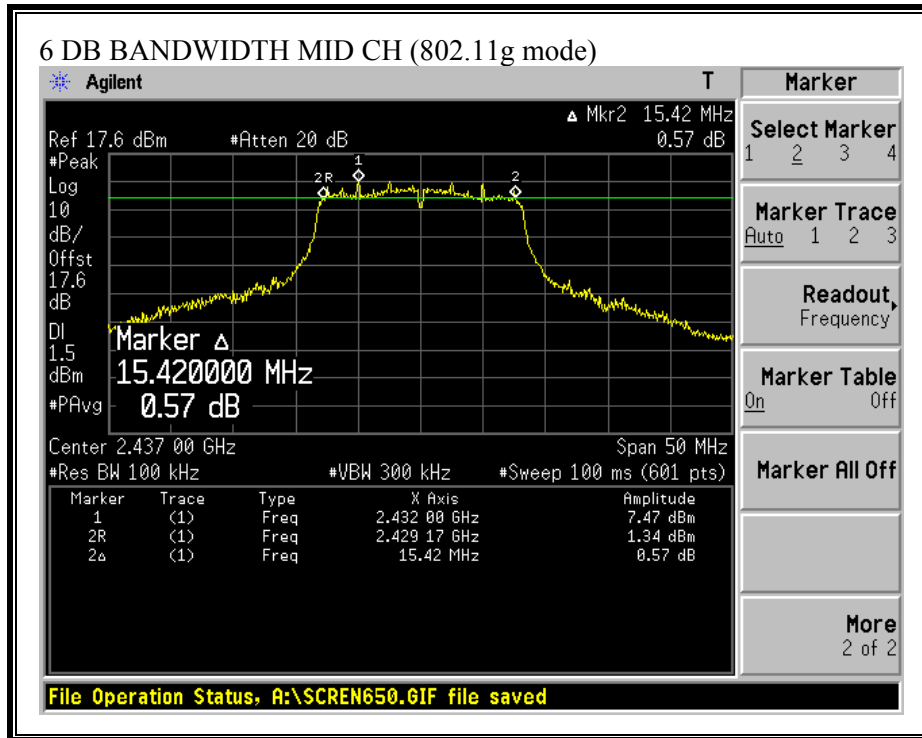 6 DB BANDWIDTH MID CH (802.11g mode)
Agilent T
Δ Mkr2 15.42 MHz
Ref 17.6 dBm #Atten 20 dB 0.57 dB
#Peak
Log
10
dB/
Offst
17.6
dB
DI
1.5
dBm
#PAvg
2R 1 2
Marker Δ
15.420000 MHz
0.57 dB
Center 2.437 00 GHz Span 50 MHz
#Res BW 100 kHz #VBW 300 kHz #Sweep 100 ms (601 pts)
Marker Trace Type X Axis Amplitude
1 (1) Freq 2.432 00 GHz 7.47 dBm
2R (1) Freq 2.429 17 GHz 1.34 dBm
2Δ (1) Freq 15.42 MHz 0.57 dB
Marker
Select Marker
1 2 3 4
Marker Trace
Auto 1 2 3
Readout
Frequency
Marker Table
On Off
Marker All Off
More
2 of 2
File Operation Status, A:\SCREN650.GIF file saved